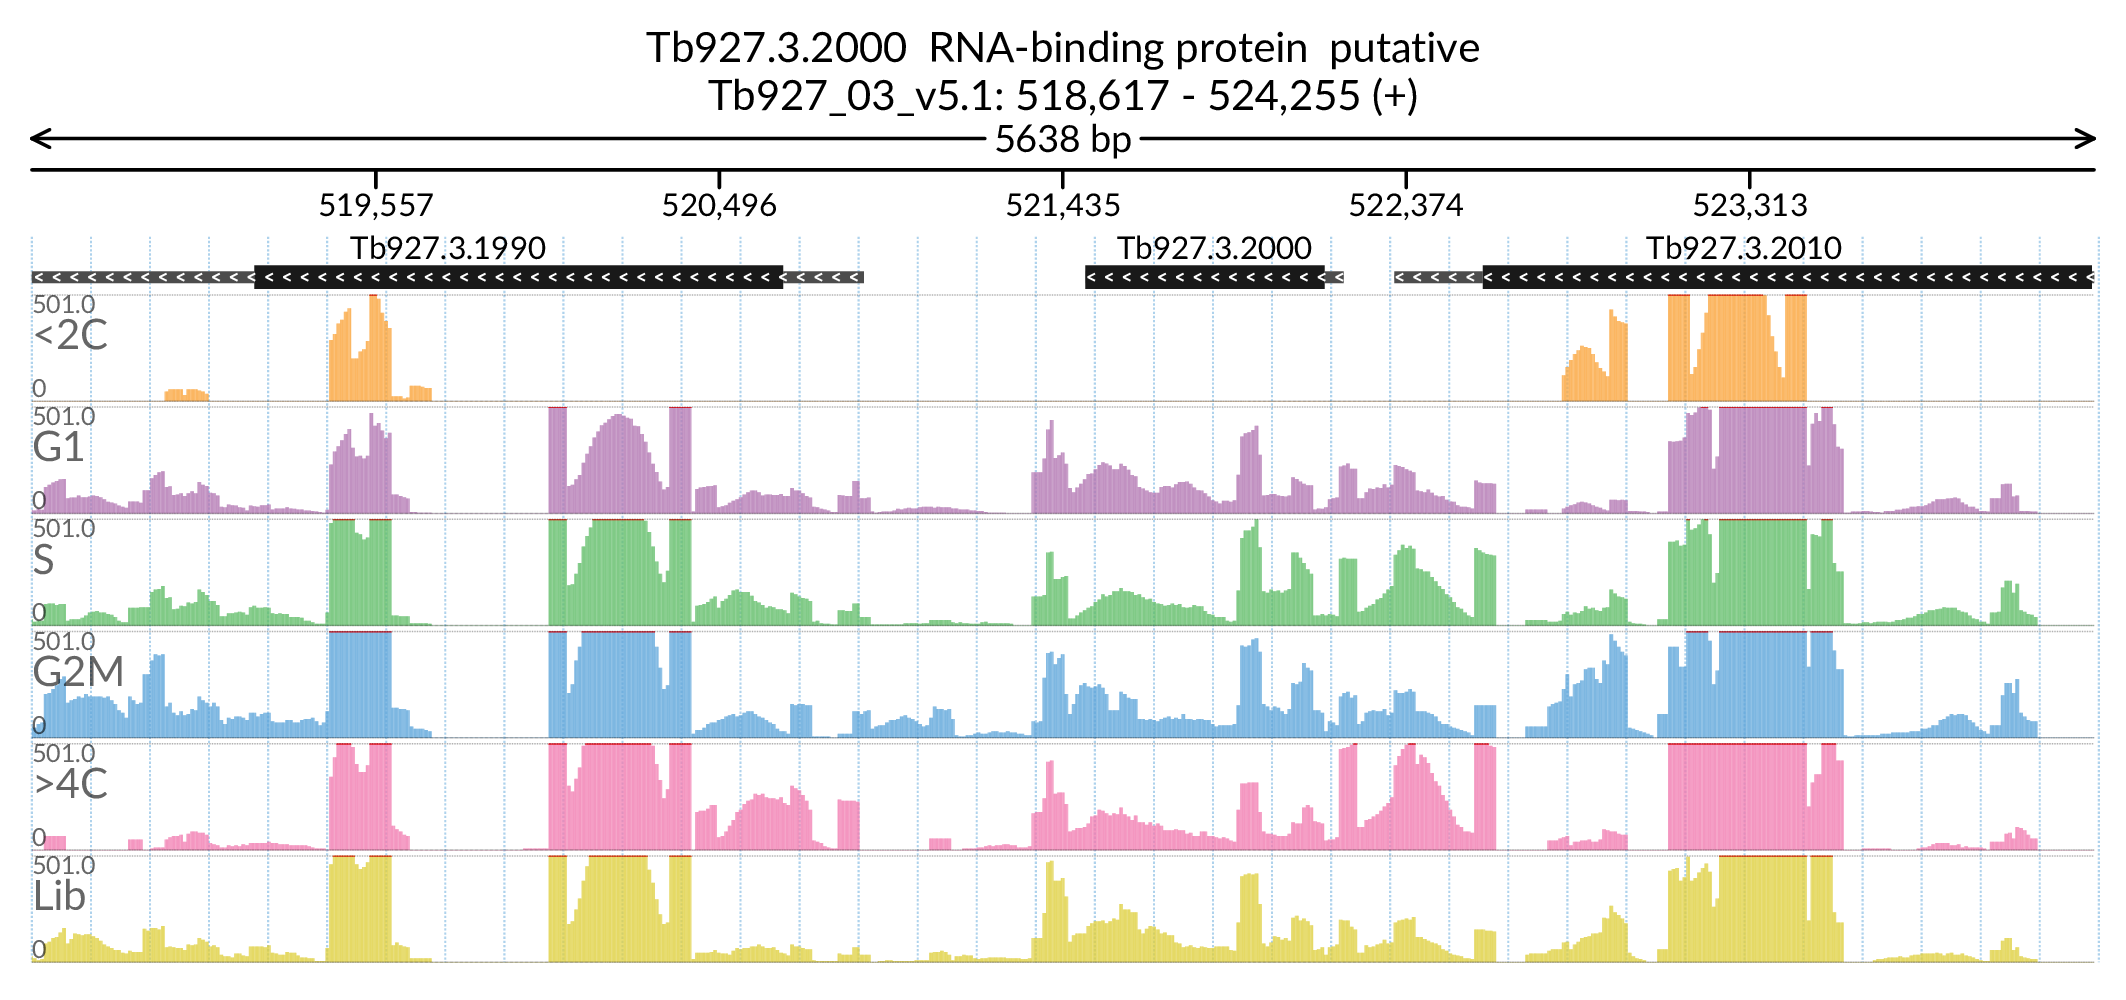 Tb927.3.2000  RNA-binding protein  putative
Tb927_03_v5.1: 518,617 - 524,255 (+)
5638 bp
519,557 520,496 521,435 522,374 523,313
Tb927.3.1990 Tb927.3.2000 Tb927.3.2010
501.0
<2C
0
501.0
G1
0
501.0
S
0
501.0
G2M
0
501.0
>4C
0
501.0
Lib
0